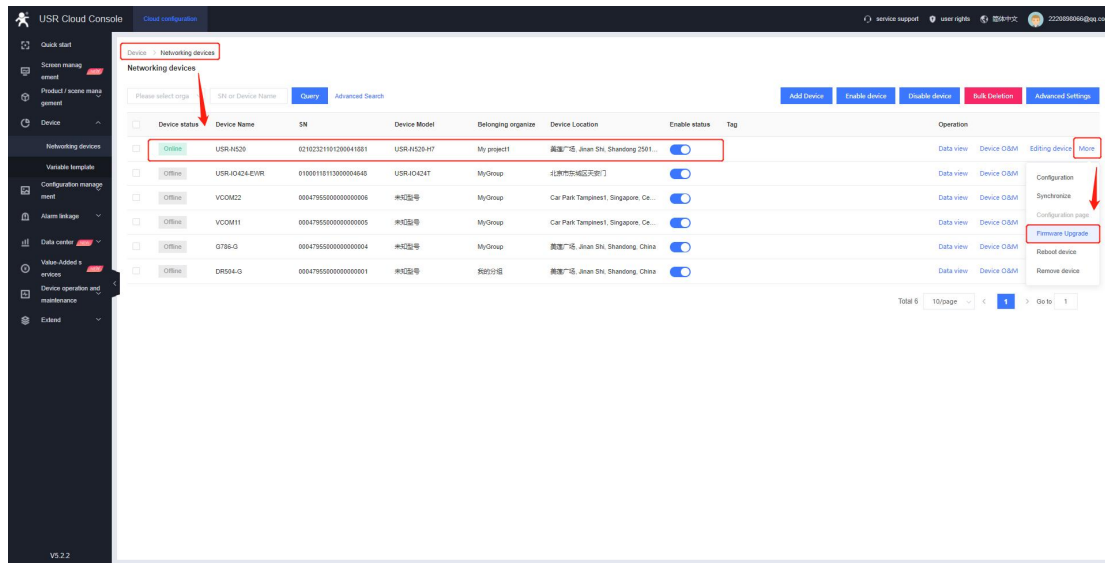 USR Cloud Console
Cloud configuration
service support
user rights
简体中文
2220898066@qq.co
Quick start
Screen manag
ement
Product / scene mana
gement
Device
Networking devices
Variable template
Configuration manage
ment
Alarm linkage
Data center
Value-Added s
ervices
Device operation and
maintenance
Extend
V5.2.2
Device > Networking devices
Networking devices
Please select orga
SN or Device Name
Query
Advanced Search
Add Device
Enable device
Disable device
Bulk Deletion
Advanced Settings
Device status Device Name SN Device Model Belonging organize Device Location Enable status Tag Operation
Online USR-N520 02102321101200041881 USR-N520-H7 My project1 Jinan Shi, Shandong 2501... Data view Device O&M Editing device More
Offline USR-IO424-EWR 01000118113000004646 USR-IO424T MyGroup 北京市东城区天安门 Data view Device O&M
Offline VCOM22 00047955000000000006 未知型号 MyGroup Car Park Tampines1, Singapore, Ce... Data view Device O&M
Offline VCOM11 00047955000000000005 未知型号 MyGroup Car Park Tampines1, Singapore, Ce... Data view Device O&M
Offline G786-G 00047955000000000004 未知型号 MyGroup Jinan Shi, Shandong, China Data view Device O&M
Offline DR504-G 00047955000000000001 未知型号 我的分组 Jinan Shi, Shandong, China Data view Device O&M
Configuration
Synchronize
Configuration page
Firmware Upgrade
Reboot device
Remove device
Total 6 10/page < 1 > Go to 1